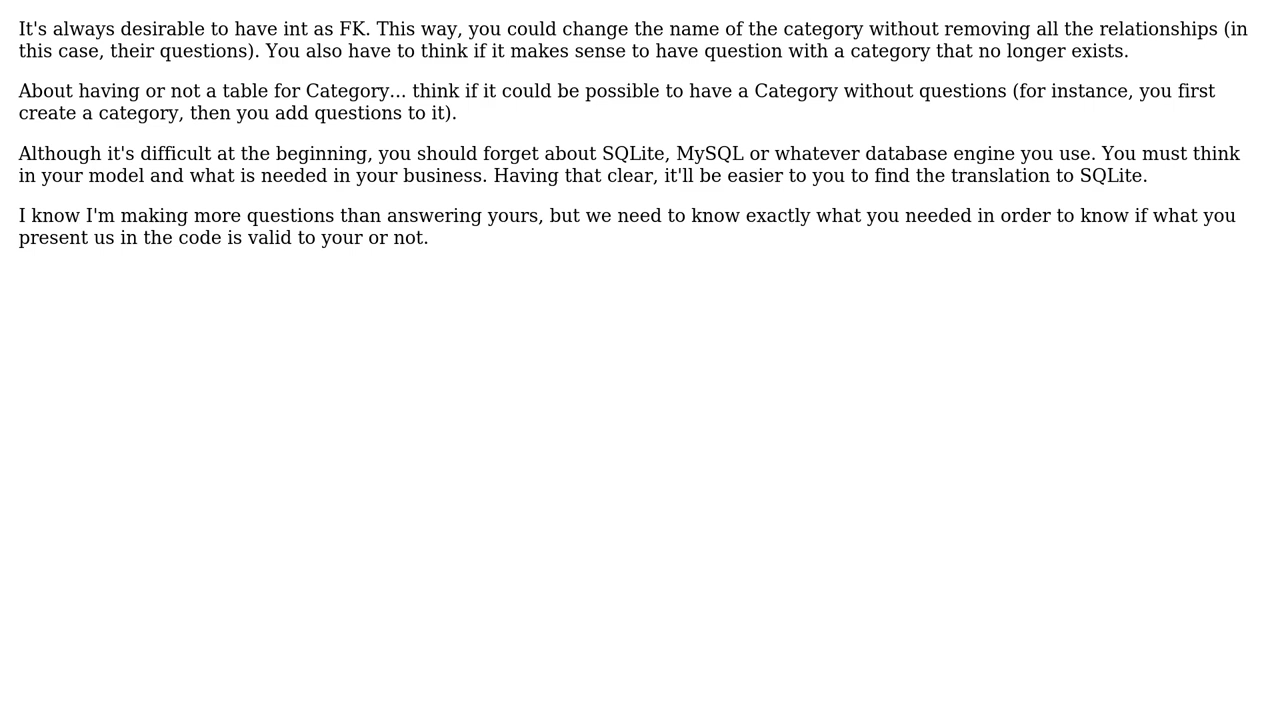 It's always desirable to have int as FK. This way, you could change the name of the category without removing all the relationships (in
this case, their questions). You also have to think if it makes sense to have question with a category that no longer exists.
About having or not a table for Category... think if it could be possible to have a Category without questions (for instance, you first
create a category, then you add questions to it).
Although it's difficult at the beginning, you should forget about SQLite, MySQL or whatever database engine you use. You must think
in your model and what is needed in your business. Having that clear, it'll be easier to you to find the translation to SQLite.
I know I'm making more questions than answering yours, but we need to know exactly what you needed in order to know if what you
present us in the code is valid to your or not.